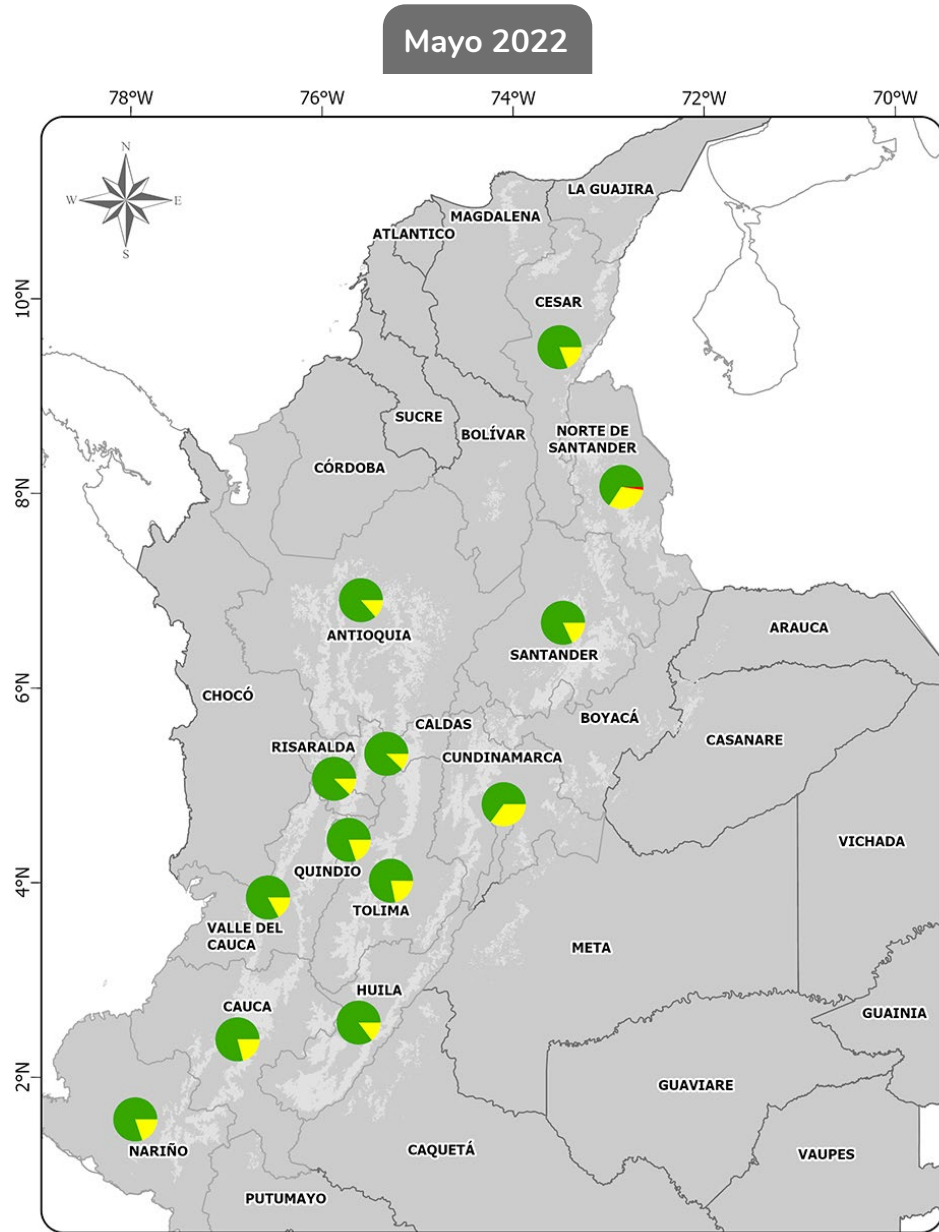 Mayo 2022
78°W
76°W
74°W
72°W
70°W
N
W
E
S
10°N
8°N
6°N
4°N
2°N
LA GUAJIRA
MAGDALENA
ATLANTICO
CESAR
SUCRE
BOLÍVAR
NORTE DE
SANTANDER
CÓRDOBA
ANTIOQUIA
SANTANDER
ARAUCA
CHOCÓ
BOYACÁ
CALDAS
CASANARE
RISARALDA
CUNDINAMARCA
VICHADA
QUINDIO
TOLIMA
VALLE DEL
CAUCA
META
HUILA
CAUCA
GUAINIA
GUAVIARE
NARIÑO
CAQUETÁ
VAUPES
PUTUMAYO